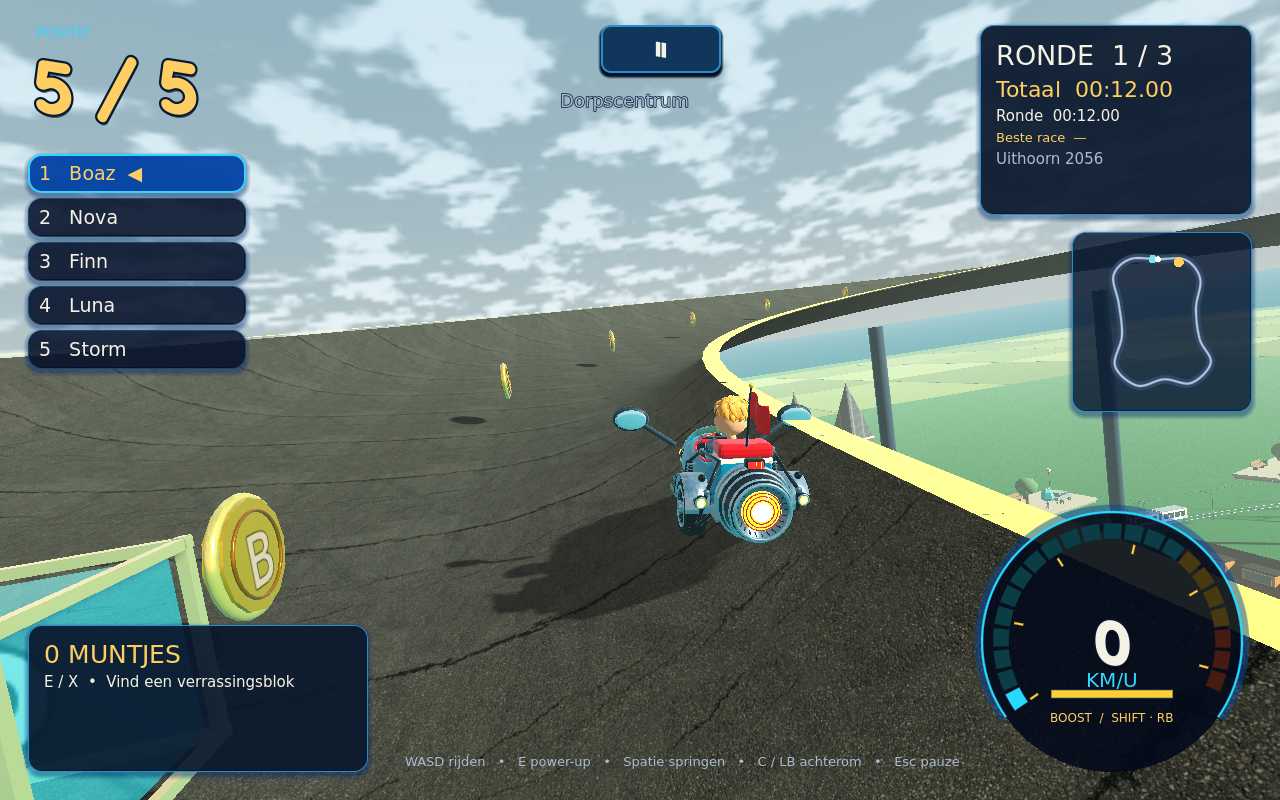 POSITIE
5 / 5
1 Boaz ◀
2 Nova
3 Finn
4 Luna
5 Storm
Dorpscentrum
RONDE 1 / 3
Totaal 00:12.00
Ronde 00:12.00
Beste race —
Uithoorn 2056
B
0 MUNTJES
E / X • Vind een verrassingsblok
0
KM/U
BOOST / SHIFT · RB
WASD rijden • E power-up • Spatie springen • C / LB achterom • Esc pauze